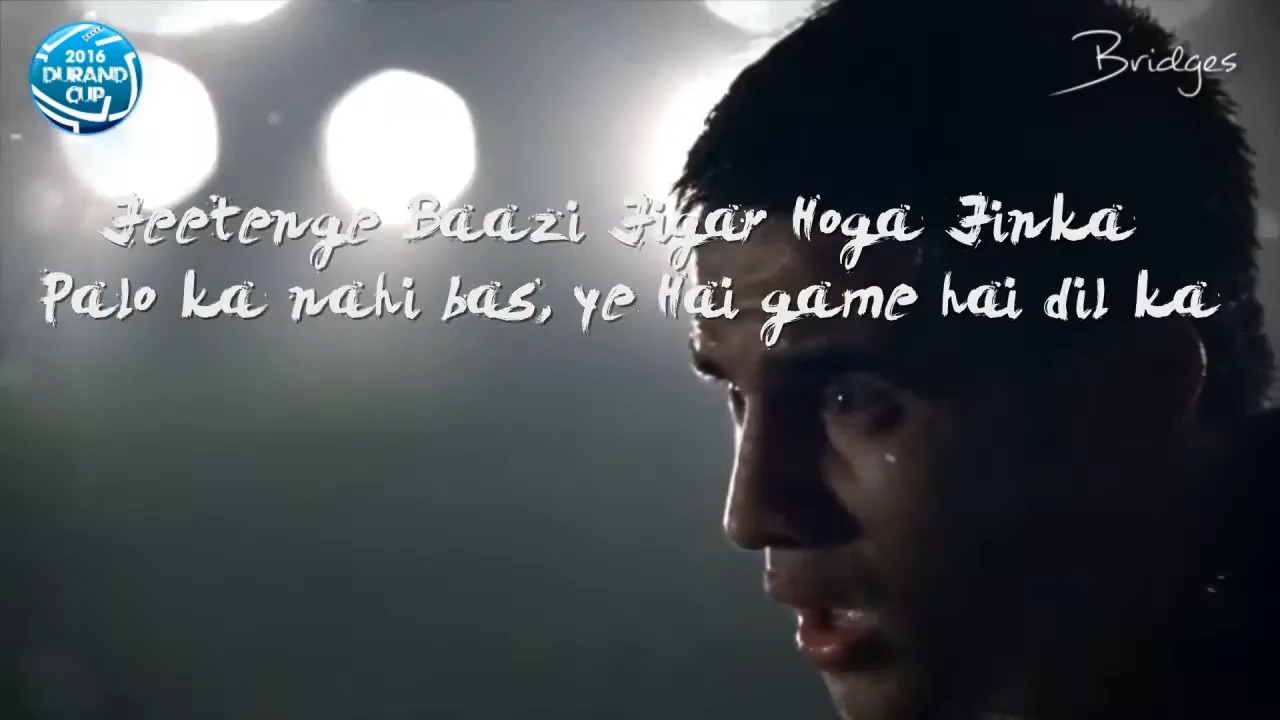 2016
DURAND
CUP
Bridges
Jeetenge Baazi Jigar Hoga Jinka
Palo ka nahi bas, ye Hai game hai dil ka